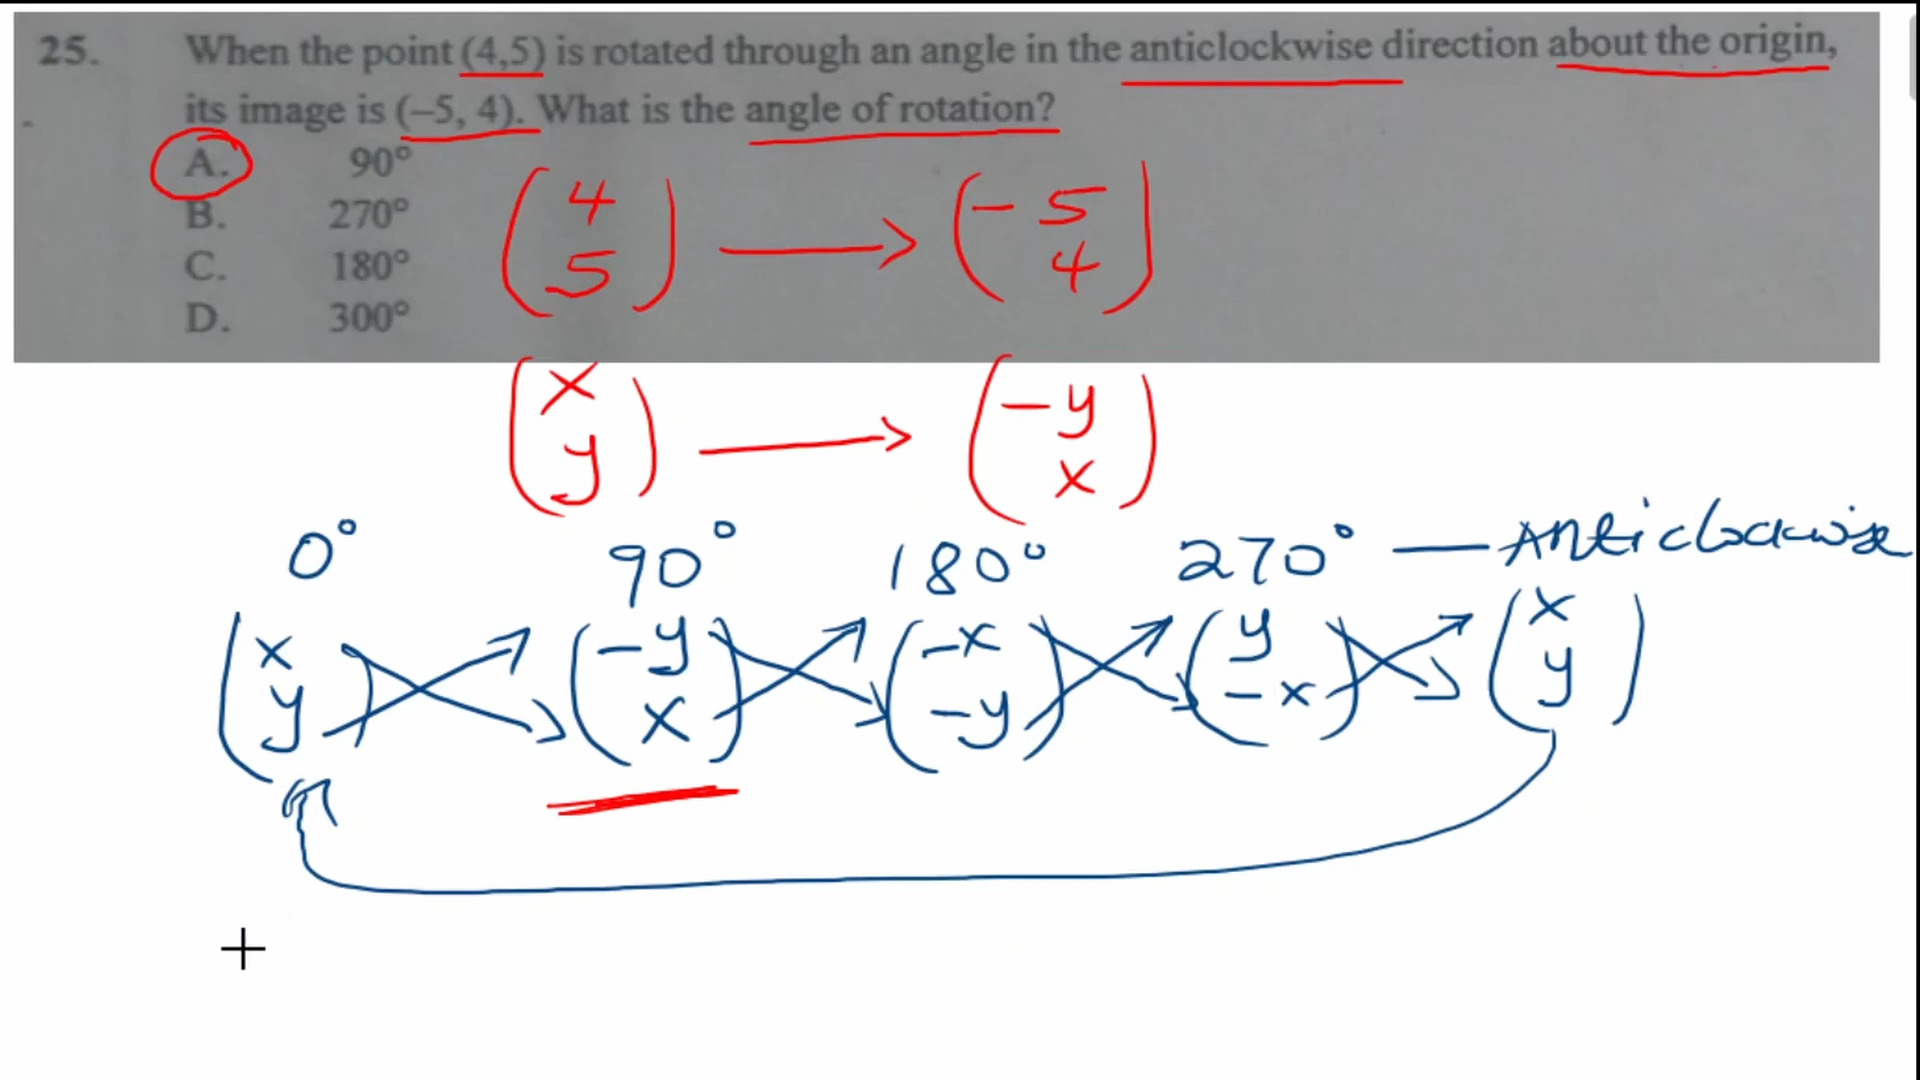 25. When the point (4,5) is rotated through an angle in the anticlockwise direction about the origin,
its image is (–5, 4). What is the angle of rotation?
A. 90°
B. 270°
C. 180°
D. 300°
(4 → (-5
5) 4)
(x → (-y
y) x)
0° 90° 180° 270° — Anticlockwise
(x (-y (-x (y (x
y) x) -y) -x) y)